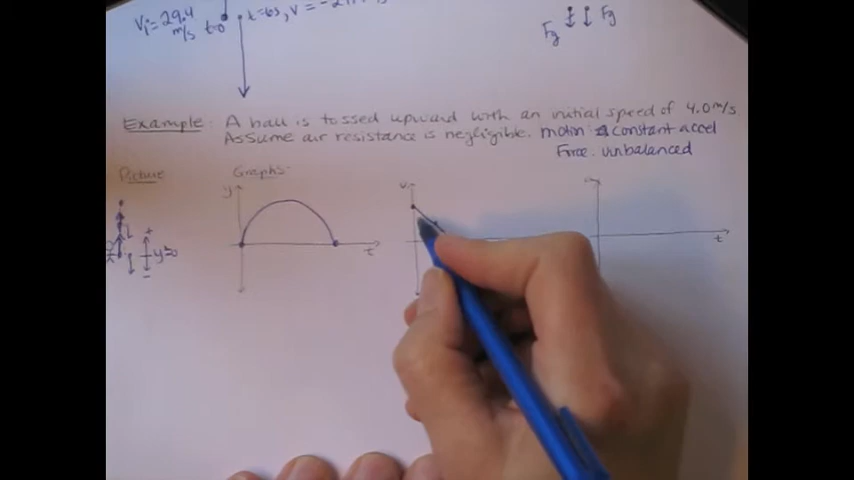 Vi = 29.4 m/s t=0 t=6s, V =
Fg Fg
Example: A ball is tossed upward with an initial speed of 4.0 m/s
Assume air resistance is negligible. motion: constant accel
Force: unbalanced
Picture Graphs:
y t
v
t
+ y=0 -